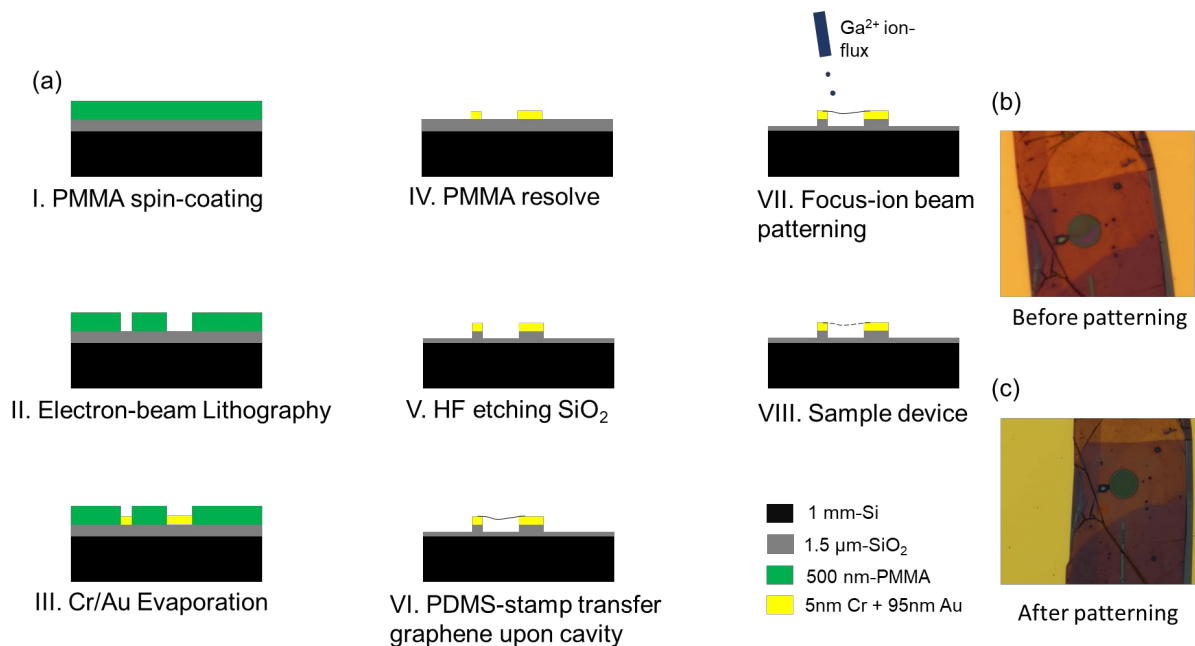 (a)
I. PMMA spin-coating
II. Electron-beam Lithography
III. Cr/Au Evaporation
IV. PMMA resolve
V. HF etching SiO₂
VI. PDMS-stamp transfer
graphene upon cavity
Ga²⁺ ion-
flux
VII. Focus-ion beam
patterning
VIII. Sample device
1 mm-Si
1.5 µm-SiO₂
500 nm-PMMA
5nm Cr + 95nm Au
(b)
Before patterning
(c)
After patterning